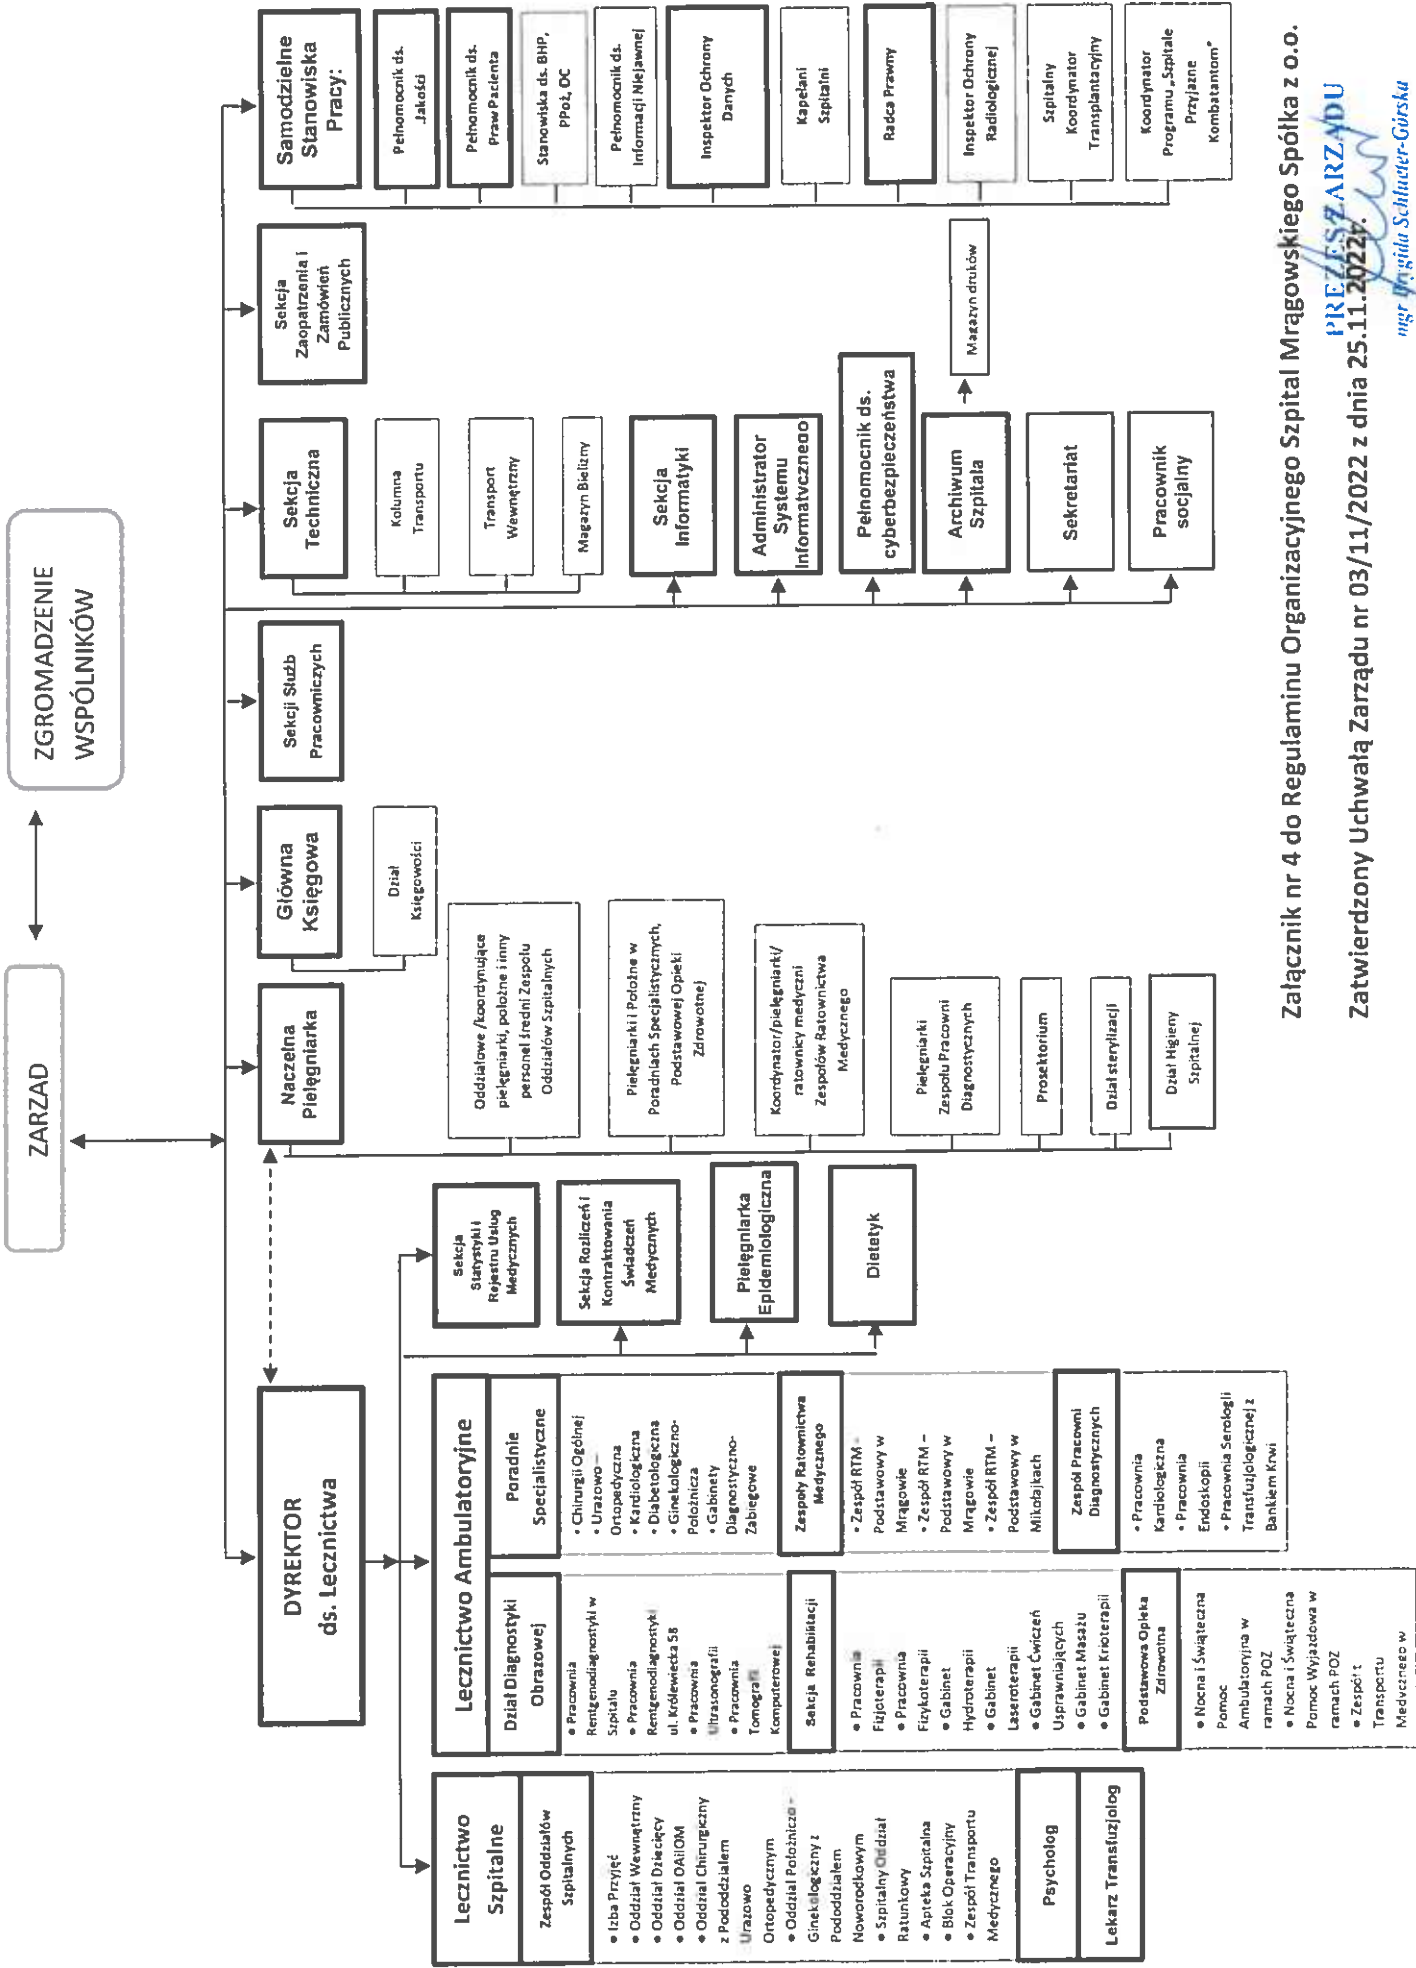 ZARZAD
ZGROMADZENIE
WSPÓLNIKÓW
DYREKTOR
ds. Lecznictwa
Naczelna
Pielęgniarka
Główna
Księgowa
Sekcji Służb
Pracowniczych
Sekcja
Techniczna
Sekcja
Zaopatrzenia i
Zamówień
Publicznych
Samodzielne
Stanowiska
Pracy:
Lecznictwo
Szpitalne
Zespół Oddziałów
Szpitalnych
• Izba Przyjęć
• Oddział Wewnętrzny
• Oddział Dziecięcy
• Oddział OAiIOM
• Oddział Chirurgiczny
z Pododdziałem
Urazowo
Ortopedycznym
• Oddział Położniczo -
Ginekologiczny z
Pododdziałem
Noworodkowym
• Szpitalny Oddział
Ratunkowy
• Apteka Szpitalna
• Blok Operacyjny
• Zespół Transportu
Medycznego
Psycholog
Lekarz Transfuzjolog
Lecznictwo Ambulatoryjne
Dział Diagnostyki
Obrazowej
• Pracownia
Rentgenodiagnostyki w
Szpitalu
• Pracownia
Rentgenodiagnostyki
ul. Królewiecka 58
• Pracownia
Ultrasonografii
• Pracownia
Tomografii
Komputerowej
Sekcja Rehabilitacji
• Pracownia
Fizjoterapii
• Pracownia
Fizykoterapii
• Gabinet
Hydroterapii
• Gabinet
Laseroterapii
• Gabinet Ćwiczeń
Usprawniających
• Gabinet Masażu
• Gabinet Krioterapii
Podstawowa Opieka
Zdrowotna
• Nocna i Świąteczna
Pomoc
Ambulatoryjna w
ramach POZ
• Nocna i Świąteczna
Pomoc Wyjazdowa w
ramach POZ
• Zespół t
Transportu
Medycznego w
Poradnie
Specjalistyczne
• Chirurgii Ogólnej
• Urazowo –
Ortopedyczna
• Kardiologiczna
• Diabetologiczna
• Ginekologiczno-
Położnicza
• Gabinety
Diagnostyczno-
Zabiegowe
Zespoły Ratownictwa
Medycznego
• Zespół RTM -
Podstawowy w
Mrągowie
• Zespół RTM –
Podstawowy w
Mrągowie
• Zespół RTM –
Podstawowy w
Mikołajkach
Zespół Pracowni
Diagnostycznych
• Pracownia
Kardiologiczna
• Pracownia
Endoskopii
• Pracownia Serologii
Transfuzjologicznej z
Bankiem Krwi
Sekcja
Statystyki i
Rejestru Usług
Medycznych
Sekcja Rozliczeń i
Kontraktowania
Świadczeń
Medycznych
Pielęgniarka
Epidemiologiczna
Dietetyk
Oddziałowe /koordynujące
pielęgniarki, położne i inny
personel średni Zespołu
Oddziałów Szpitalnych
Pielęgniarki i Położne w
Poradniach Specjalistycznych,
Podstawowej Opieki
Zdrowotnej
Koordynator/pielęgniarki/
ratownicy medyczni
Zespołów Ratownictwa
Medycznego
Pielęgniarki
Zespołu Pracowni
Diagnostycznych
Prosektorium
Dział sterylizacji
Dział Higieny
Szpitalnej
Dział
Księgowości
Kolumna
Transportu
Transport
Wewnętrzny
Magazyn Bielizny
Sekcja
Informatyki
Administrator
Systemu
Informatycznego
Pełnomocnik ds.
cyberbezpieczeństwa
Archiwum
Szpitala
Magazyn druków
Sekretariat
Pracownik
socjalny
Pełnomocnik ds.
Jakości
Pełnomocnik ds.
Praw Pacjenta
Stanowiska ds. BHP,
PPoż, OC
Pełnomocnik ds.
Informacji Niejawnej
Inspektor Ochrony
Danych
Kapelani
Szpitalni
Radca Prawny
Inspektor Ochrony
Radiologicznej
Szpitalny
Koordynator
Transplantacyjny
Koordynator
Programu „Szpitale
Przyjazne
Kombatantom"
Załącznik nr 4 do Regulaminu Organizacyjnego Szpital Mrągowskiego Spółka z o.o.
Zatwierdzony Uchwałą Zarządu nr 03/11/2022 z dnia 25.11.2022r.
PREZES ZARZĄDU
mgr Brygida Schlueter-Górska